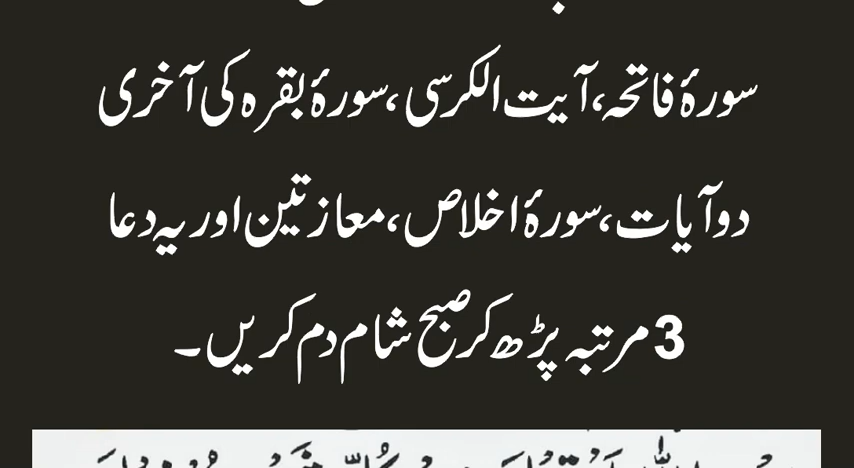 سورۂ فاتحہ، آیت الکرسی، سورۂ بقرہ کی آخری
دو آیات، سورۂ اخلاص، معازتین اور یہ دعا
3 مرتبہ پڑھ کر صبح شام دم کریں۔